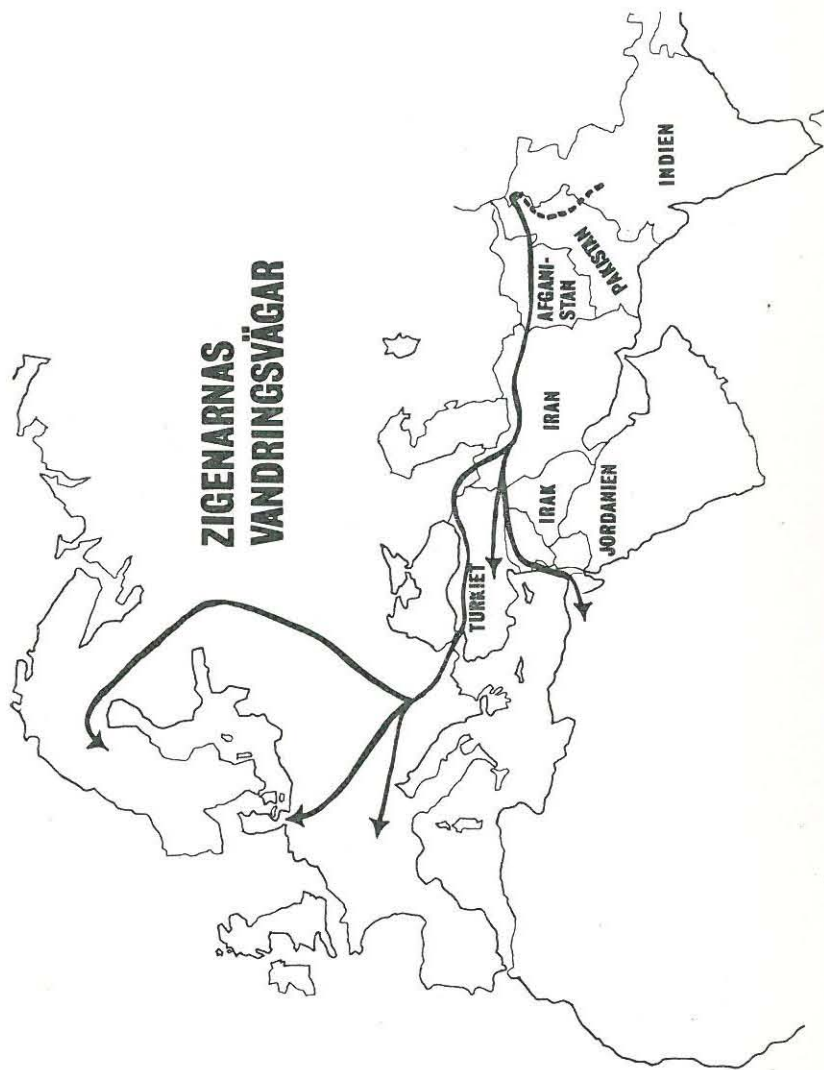 ZIGENARNAS
VANDRINGSVÄGAR
TURKIET
IRAK
JORDANIEN
IRAN
AFGANI-
STAN
PAKISTAN
INDIEN